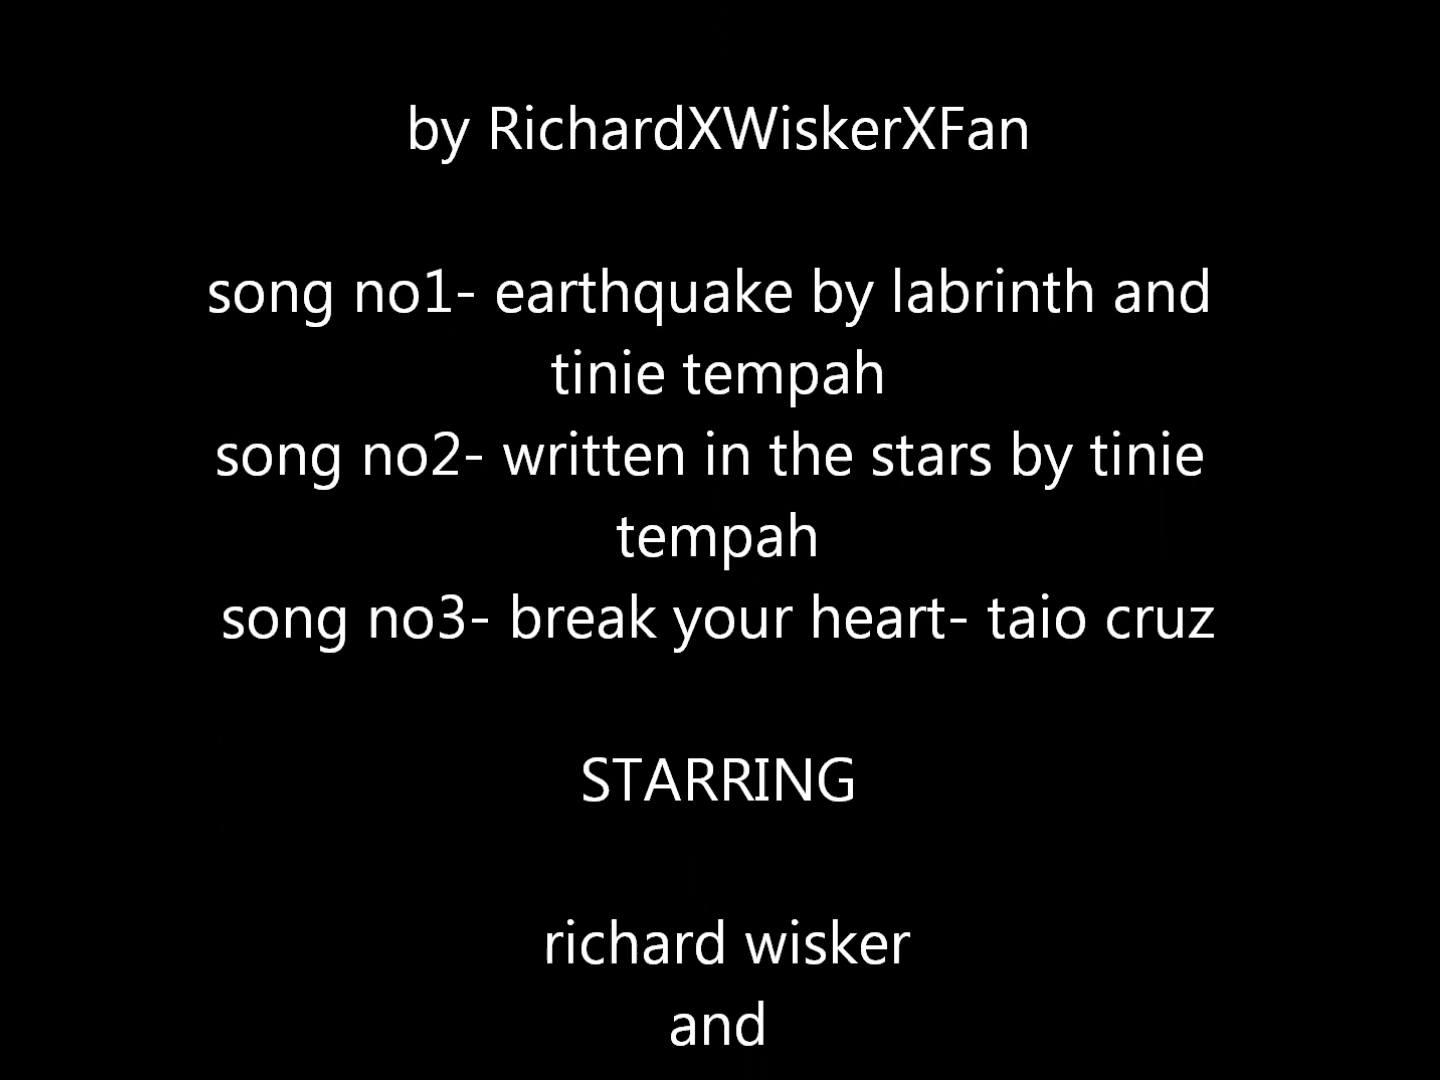 by RichardXWiskerXFan
song no1- earthquake by labrinth and
tinie tempah
song no2- written in the stars by tinie
tempah
song no3- break your heart- taio cruz
STARRING
richard wisker
and